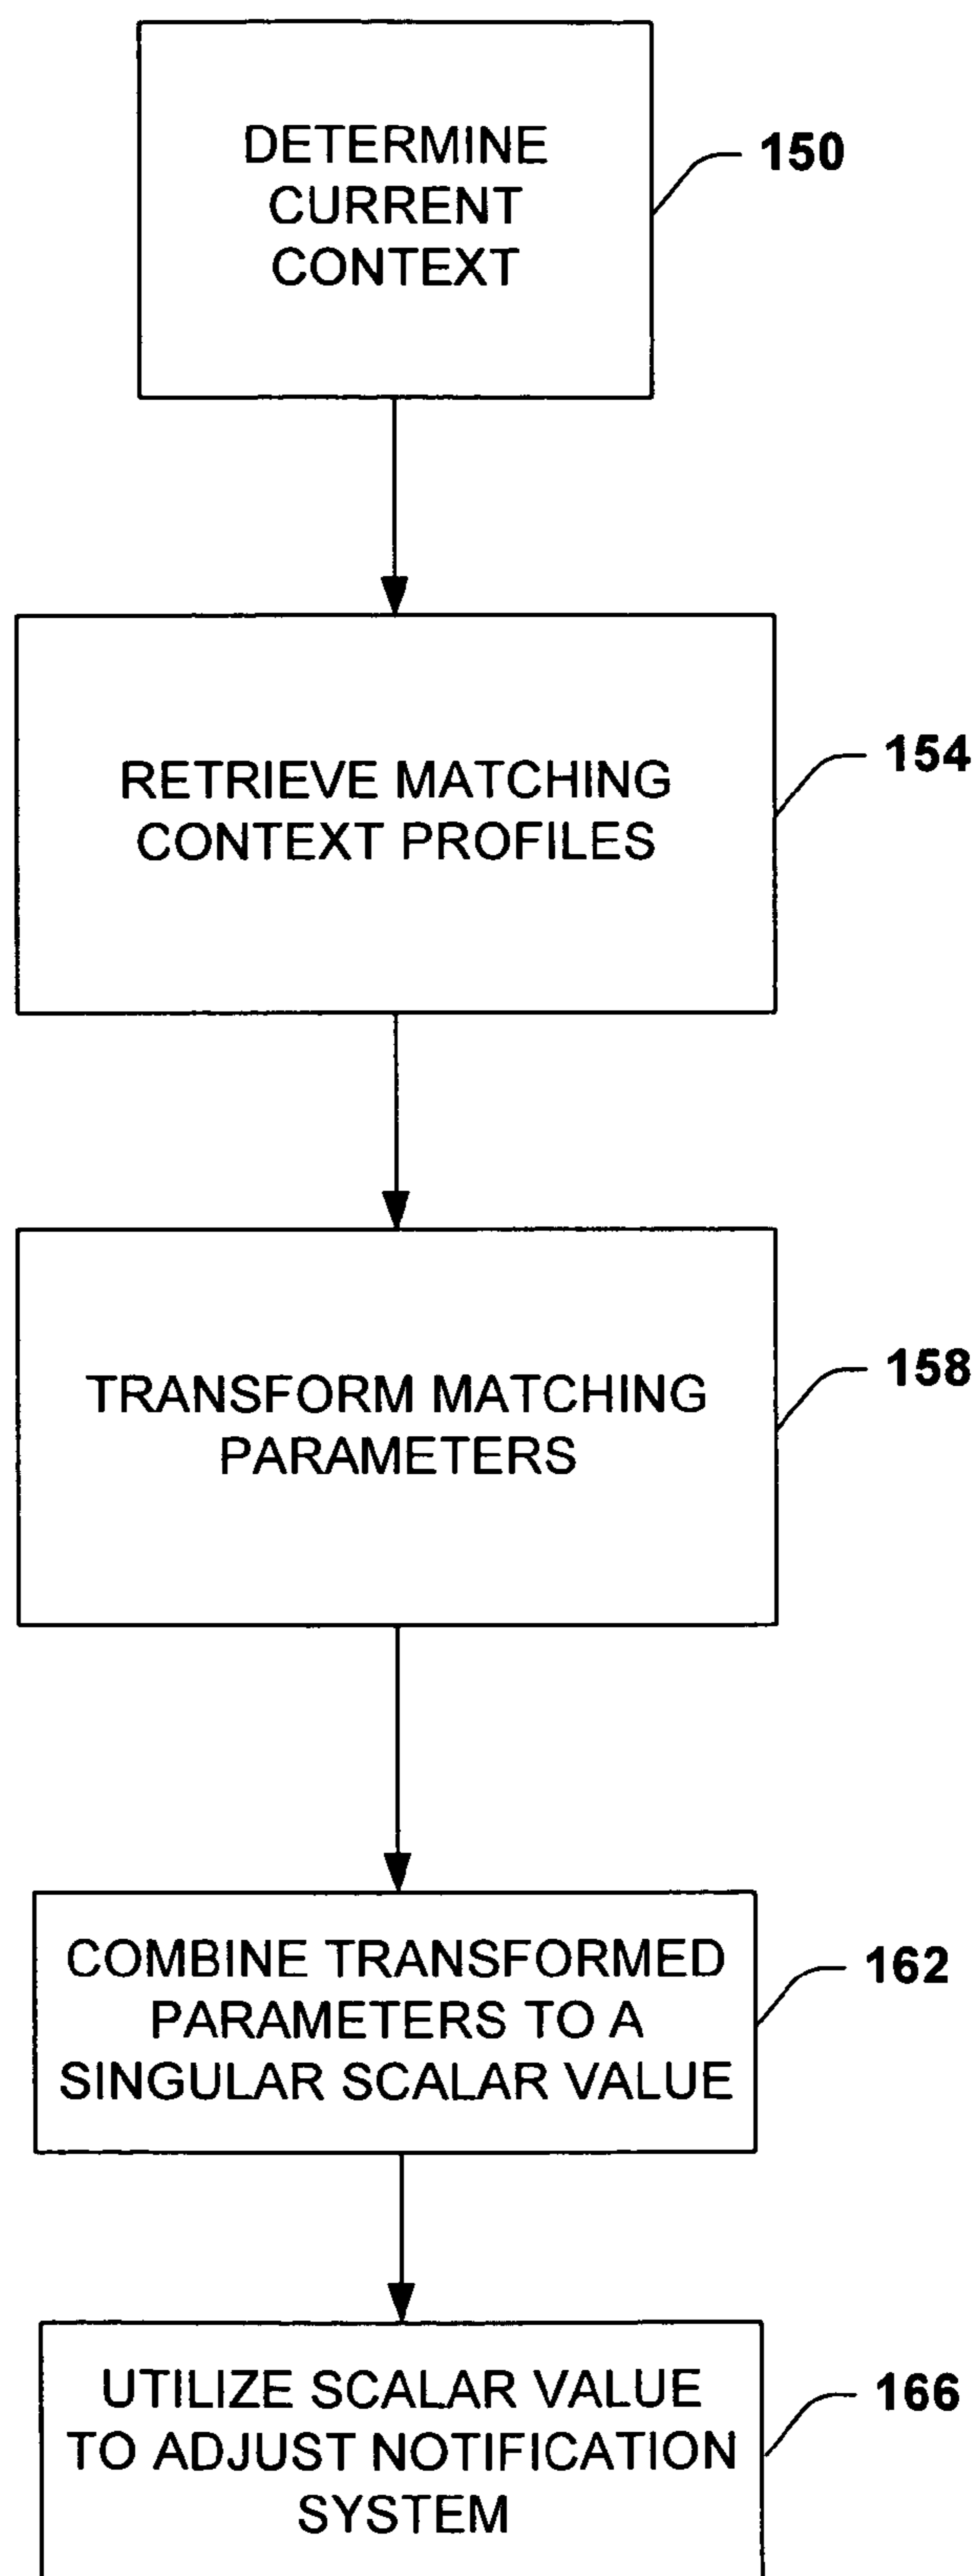 DETERMINE
CURRENT
CONTEXT
150
RETRIEVE MATCHING
CONTEXT PROFILES
154
TRANSFORM MATCHING
PARAMETERS
158
COMBINE TRANSFORMED
PARAMETERS TO A
SINGULAR SCALAR VALUE
162
UTILIZE SCALAR VALUE
TO ADJUST NOTIFICATION
SYSTEM
166